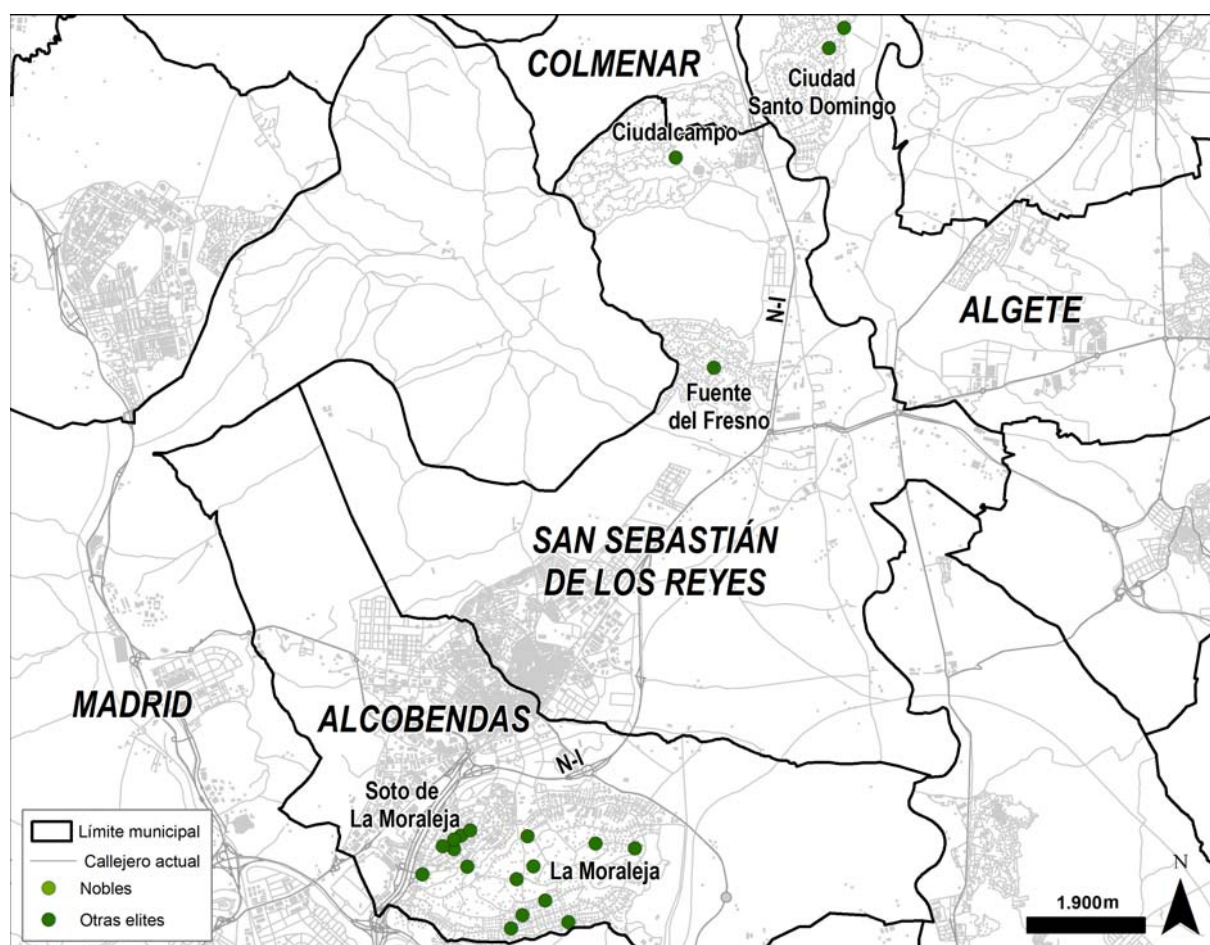 COLMENAR
Ciudad
Santo Domingo
Ciudalcampo
N-I
ALGETE
Fuente
del Fresno
SAN SEBASTIÁN
DE LOS REYES
MADRID
ALCOBENDAS
N-I
Soto de
La Moraleja
La Moraleja
Límite municipal
Callejero actual
Nobles
Otras elites
1.900m
N